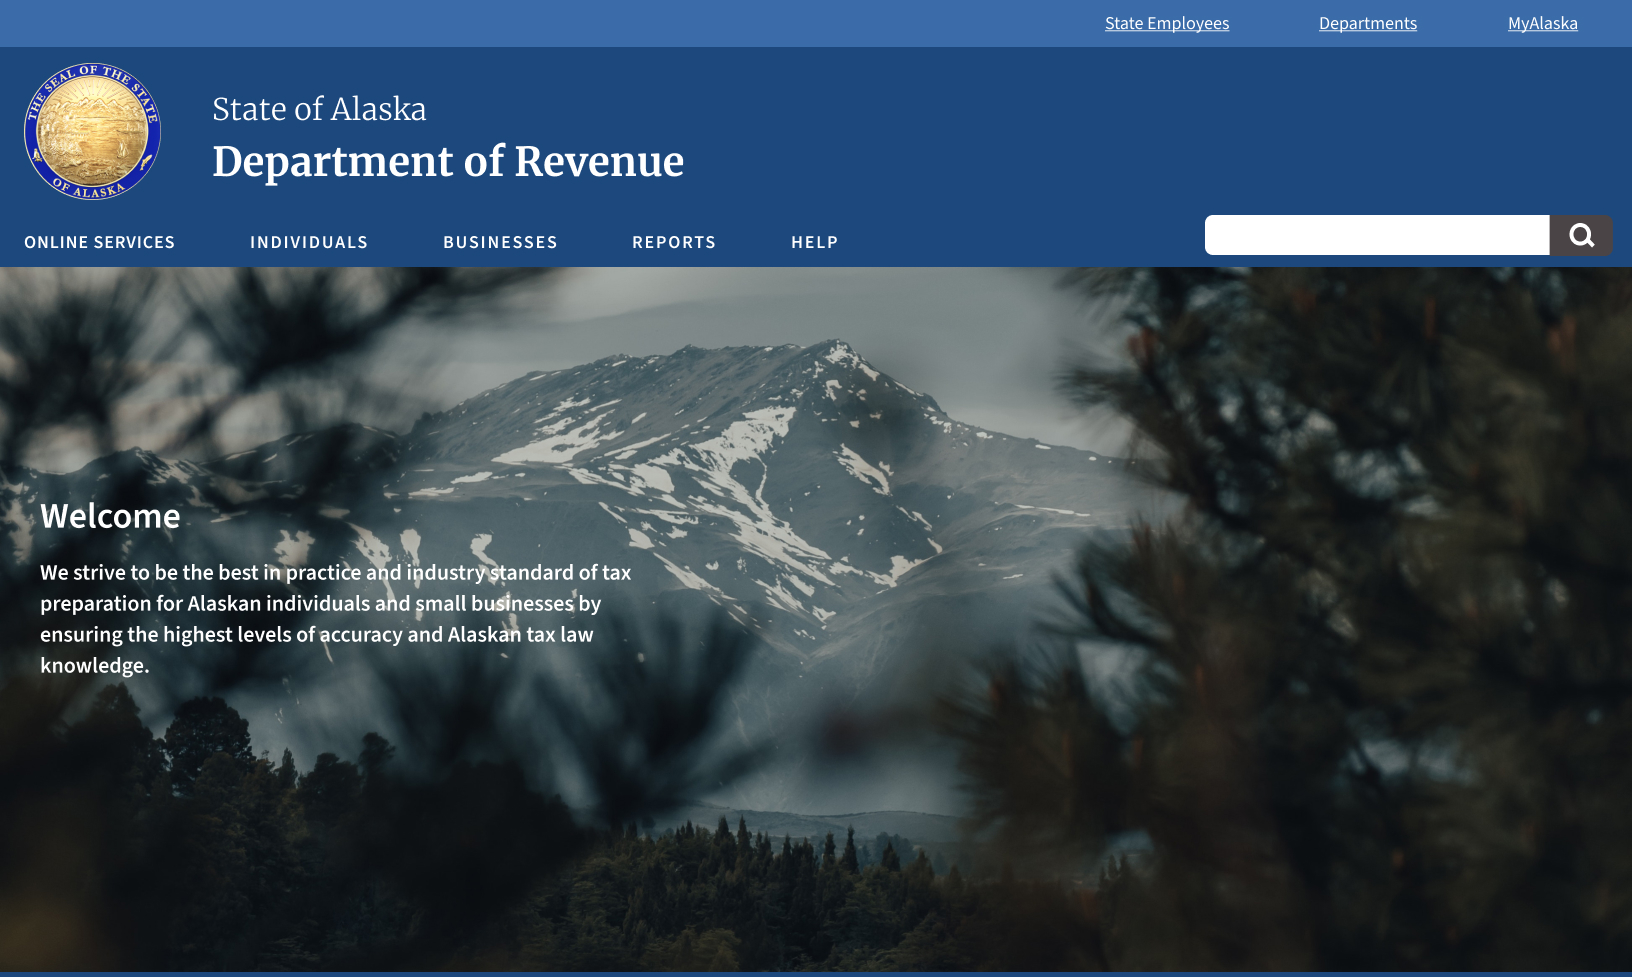 State Employees
Departments
MyAlaska
THE SEAL OF THE STATE
OF ALASKA
State of Alaska
Department of Revenue
ONLINE SERVICES
INDIVIDUALS
BUSINESSES
REPORTS
HELP
Welcome
We strive to be the best in practice and industry standard of tax
preparation for Alaskan individuals and small businesses by
ensuring the highest levels of accuracy and Alaskan tax law
knowledge.